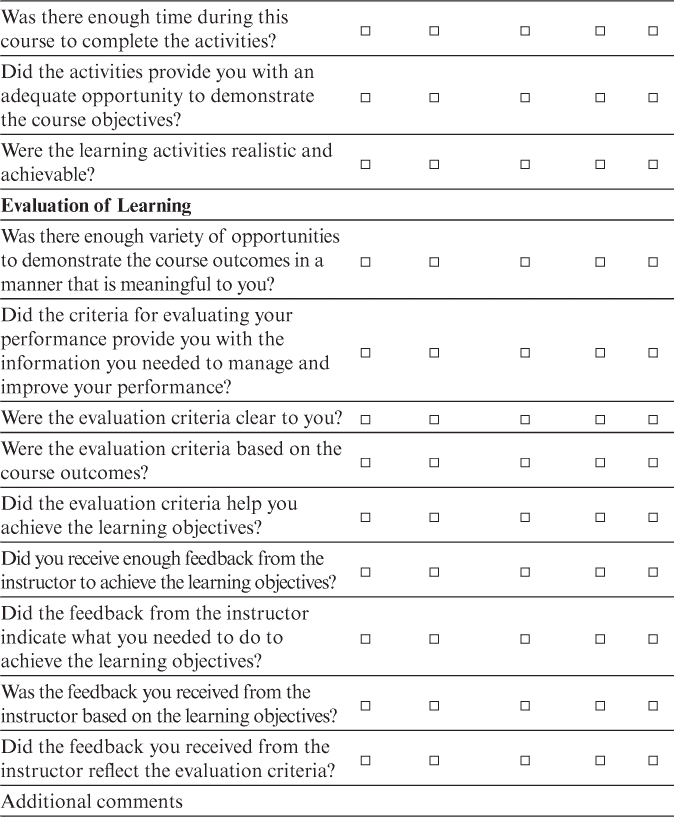 Was there enough time during this
course to complete the activities?
□ □ □ □ □
Did the activities provide you with an
adequate opportunity to demonstrate
the course objectives?
□ □ □ □ □
Were the learning activities realistic and
achievable?
□ □ □ □ □
Evaluation of Learning
Was there enough variety of opportunities
to demonstrate the course outcomes in a
manner that is meaningful to you?
□ □ □ □ □
Did the criteria for evaluating your
performance provide you with the
information you needed to manage and
improve your performance?
□ □ □ □ □
Were the evaluation criteria clear to you? □ □ □ □ □
Were the evaluation criteria based on the
course outcomes?
□ □ □ □ □
Did the evaluation criteria help you
achieve the learning objectives?
□ □ □ □ □
Did you receive enough feedback from the
instructor to achieve the learning objectives?
□ □ □ □ □
Did the feedback from the instructor
indicate what you needed to do to
achieve the learning objectives?
□ □ □ □ □
Was the feedback you received from the
instructor based on the learning objectives?
□ □ □ □ □
Did the feedback you received from the
instructor reflect the evaluation criteria?
□ □ □ □ □
Additional comments